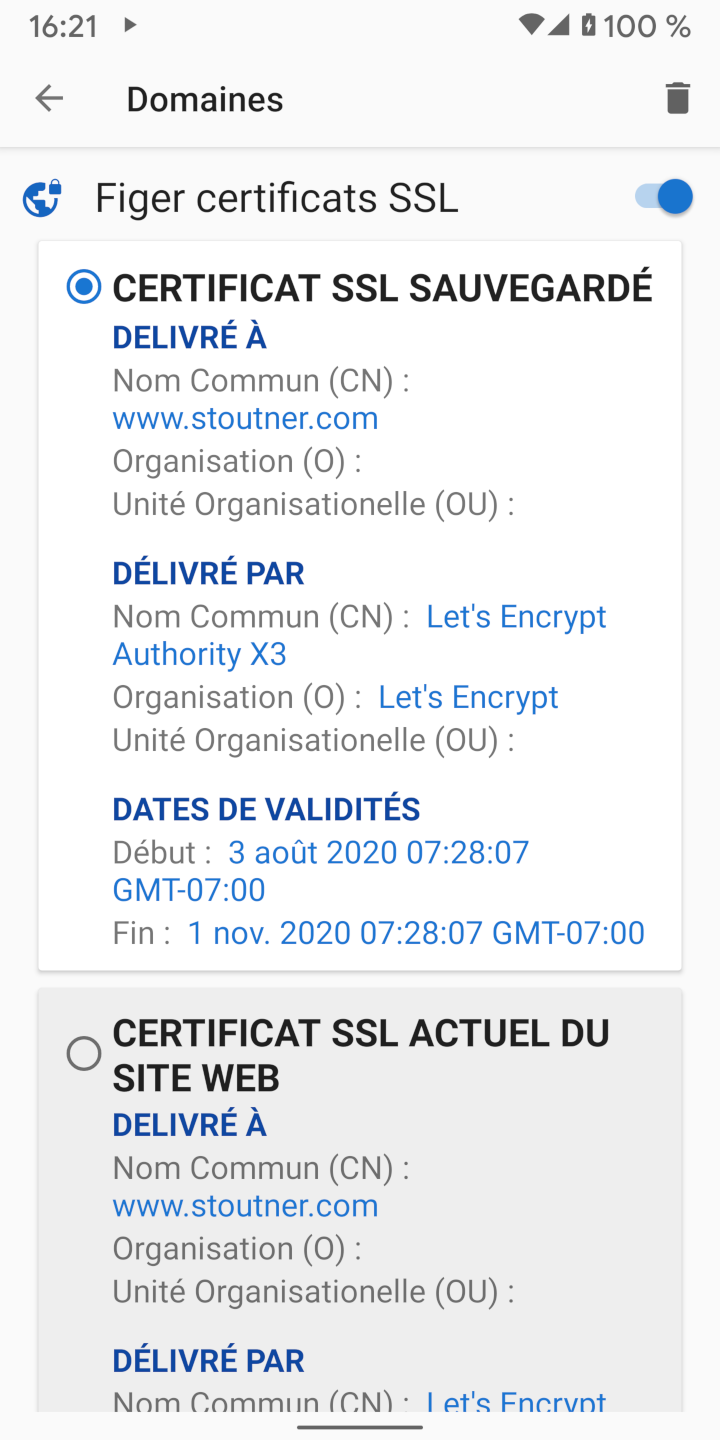 16:21
100 %
Domaines
Figer certificats SSL
CERTIFICAT SSL SAUVEGARDÉ
DELIVRÉ À
Nom Commun (CN) :
www.stoutner.com
Organisation (O) :
Unité Organisationelle (OU) :
DÉLIVRÉ PAR
Nom Commun (CN) : Let's Encrypt
Authority X3
Organisation (O) : Let's Encrypt
Unité Organisationelle (OU) :
DATES DE VALIDITÉS
Début : 3 août 2020 07:28:07
GMT-07:00
Fin : 1 nov. 2020 07:28:07 GMT-07:00
CERTIFICAT SSL ACTUEL DU
SITE WEB
DELIVRÉ À
Nom Commun (CN) :
www.stoutner.com
Organisation (O) :
Unité Organisationelle (OU) :
DÉLIVRÉ PAR
Nom Commun (CN) : Let's Encrypt